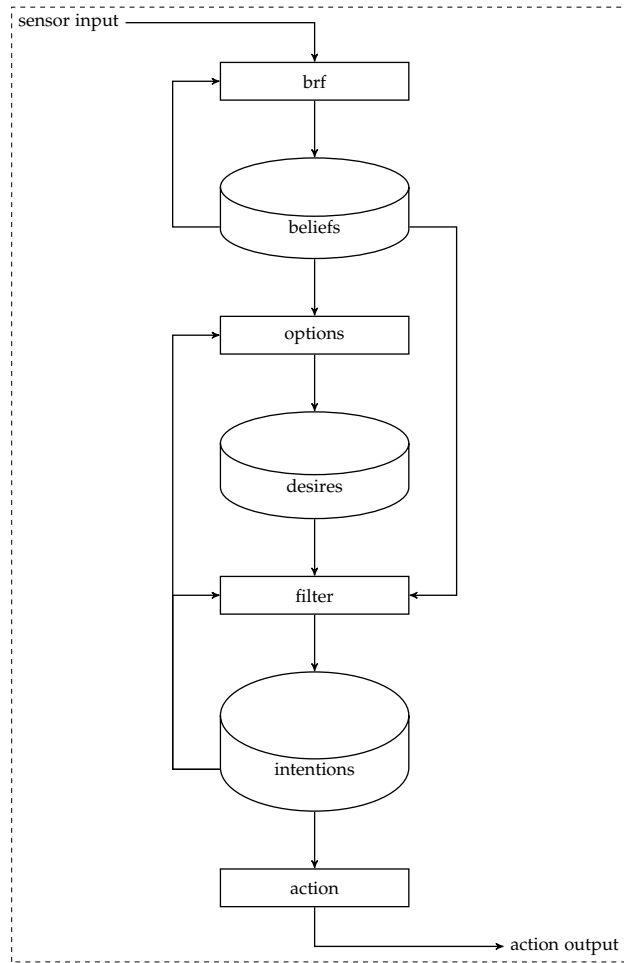 sensor input
brf
beliefs
options
desires
filter
intentions
action
action output